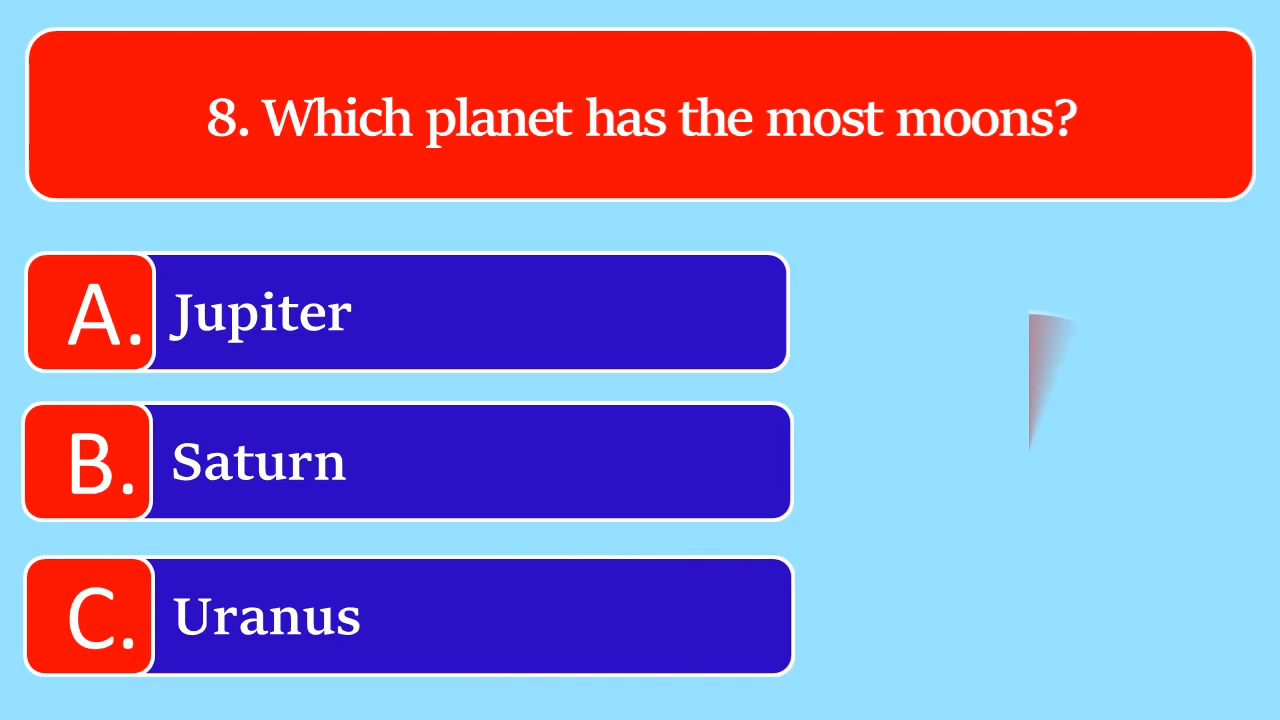 8. Which planet has the most moons?
A. Jupiter
B. Saturn
C. Uranus